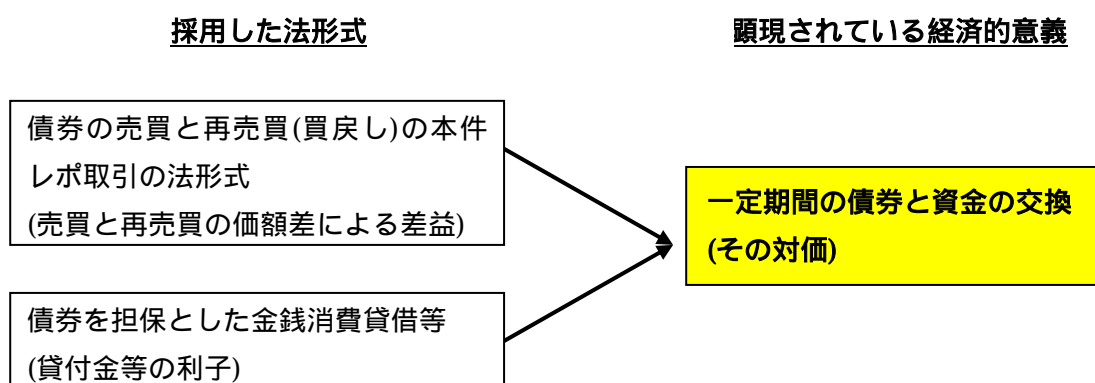 採用した法形式
顕現されている経済的意義
債券の売買と再売買(買戻し)の本件
レポ取引の法形式
(売買と再売買の価額差による差益)
一定期間の債券と資金の交換
(その対価)
債券を担保とした金銭消費貸借等
(貸付金等の利子)